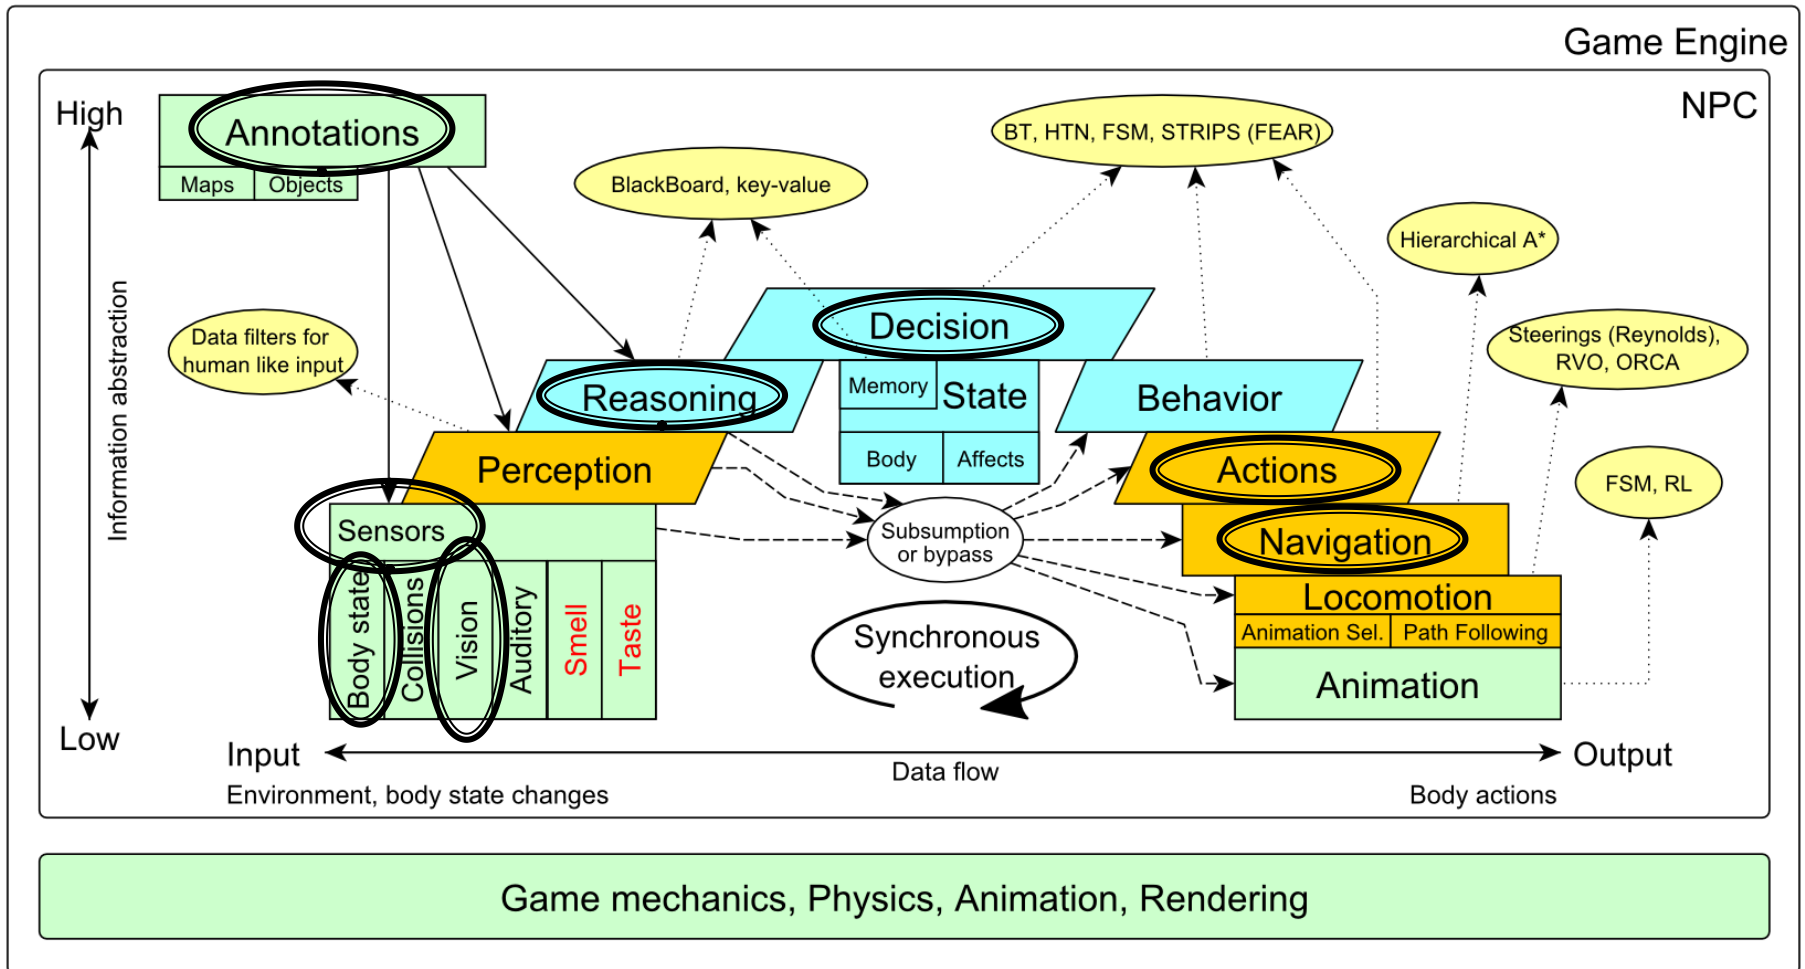 Game Engine
NPC
High
Annotations
Maps
Objects
BlackBoard, key-value
BT, HTN, FSM, STRIPS (FEAR)
Hierarchical A*
Information abstraction
Data filters for
human like input
Decision
Steerings (Reynolds),
RVO, ORCA
Reasoning
Memory
State
Behavior
Perception
Body
Affects
Actions
FSM, RL
Sensors
Subsumption
or bypass
Navigation
Body state
Collisions
Vision
Auditory
Smell
Taste
Locomotion
Animation Sel.
Path Following
Synchronous
execution
Animation
Low
Input
Data flow
Output
Environment, body state changes
Body actions
Game mechanics, Physics, Animation, Rendering